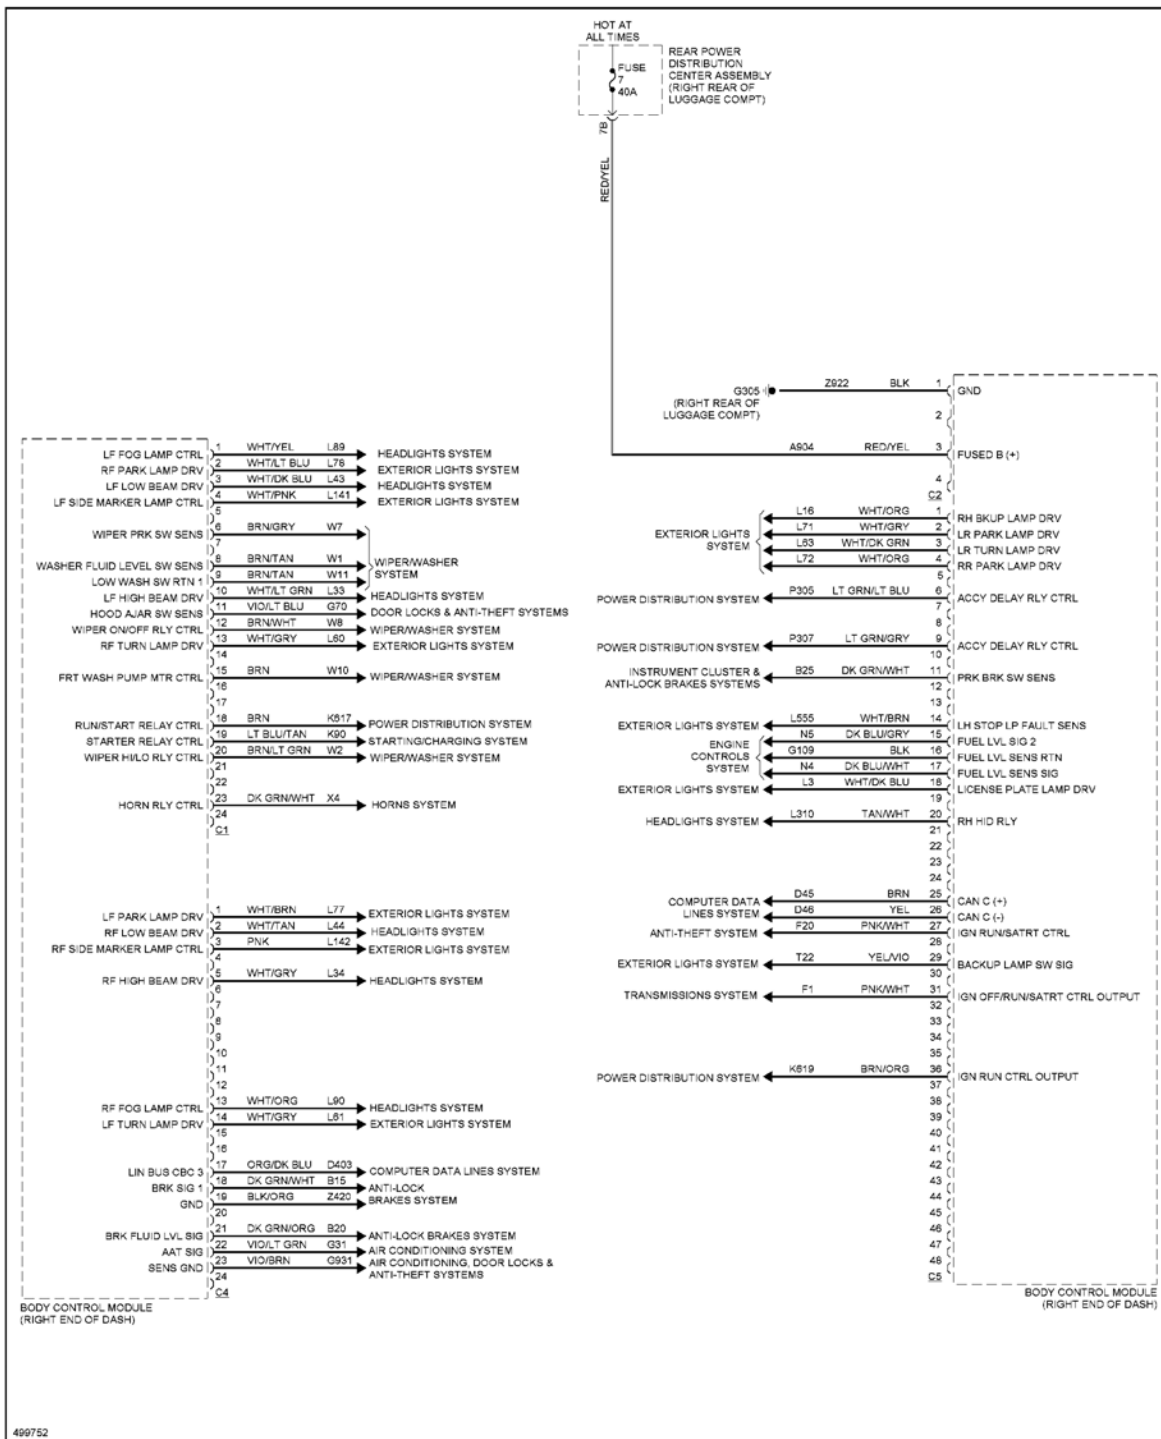 HOT AT
ALL TIMES
FUSE
7
40A
REAR POWER
DISTRIBUTION
CENTER ASSEMBLY
(RIGHT REAR OF
LUGGAGE COMPT)
7B
RED/YEL
LF FOG LAMP CTRL 1 WHT/YEL L89 HEADLIGHTS SYSTEM
RF PARK LAMP DRV 2 WHT/LT BLU L78 EXTERIOR LIGHTS SYSTEM
LF LOW BEAM DRV 3 WHT/DK BLU L43 HEADLIGHTS SYSTEM
LF SIDE MARKER LAMP CTRL 4 WHT/PNK L141 EXTERIOR LIGHTS SYSTEM
5
WIPER PRK SW SENS 6 BRN/GRY W7
7
WASHER FLUID LEVEL SW SENS 8 BRN/TAN W1
WIPER/WASHER
SYSTEM
LOW WASH SW RTN 1 9 BRN/TAN W11
LF HIGH BEAM DRV 10 WHT/LT GRN L33 HEADLIGHTS SYSTEM
HOOD AJAR SW SENS 11 VIO/LT BLU G70 DOOR LOCKS & ANTI-THEFT SYSTEMS
WIPER ON/OFF RLY CTRL 12 BRN/WHT W8 WIPER/WASHER SYSTEM
RF TURN LAMP DRV 13 WHT/GRY L60 EXTERIOR LIGHTS SYSTEM
14
FRT WASH PUMP MTR CTRL 15 BRN W10 WIPER/WASHER SYSTEM
16
17
RUN/START RELAY CTRL 18 BRN K617 POWER DISTRIBUTION SYSTEM
STARTER RELAY CTRL 19 LT BLU/TAN K90 STARTING/CHARGING SYSTEM
WIPER HI/LO RLY CTRL 20 BRN/LT GRN W2 WIPER/WASHER SYSTEM
21
22
HORN RLY CTRL 23 DK GRN/WHT X4 HORNS SYSTEM
24
C1
LF PARK LAMP DRV 1 WHT/BRN L77 EXTERIOR LIGHTS SYSTEM
RF LOW BEAM DRV 2 WHT/TAN L44 HEADLIGHTS SYSTEM
RF SIDE MARKER LAMP CTRL 3 PNK L142 EXTERIOR LIGHTS SYSTEM
4
RF HIGH BEAM DRV 5 WHT/GRY L34 HEADLIGHTS SYSTEM
6
7
8
9
10
11
12
RF FOG LAMP CTRL 13 WHT/ORG L90 HEADLIGHTS SYSTEM
LF TURN LAMP DRV 14 WHT/GRY L61 EXTERIOR LIGHTS SYSTEM
15
16
LIN BUS CBC 3 17 ORG/DK BLU D403 COMPUTER DATA LINES SYSTEM
BRK SIG 1 18 DK GRN/WHT B15 ANTI-LOCK
GND 19 BLK/ORG Z420 BRAKES SYSTEM
20
BRK FLUID LVL SIG 21 DK GRN/ORG B20 ANTI-LOCK BRAKES SYSTEM
AAT SIG 22 VIO/LT GRN G31 AIR CONDITIONING SYSTEM
SENS GND 23 VIO/BRN G931 AIR CONDITIONING, DOOR LOCKS &
ANTI-THEFT SYSTEMS
24
C4
BODY CONTROL MODULE
(RIGHT END OF DASH)
G305 Z922 BLK 1 GND
(RIGHT REAR OF
LUGGAGE COMPT)
2
A904 RED/YEL 3 FUSED B (+)
4
C2
L16 WHT/ORG 1 RH BKUP LAMP DRV
EXTERIOR LIGHTS
SYSTEM
L71 WHT/GRY 2 LR PARK LAMP DRV
L63 WHT/DK GRN 3 LR TURN LAMP DRV
L72 WHT/ORG 4 RR PARK LAMP DRV
5
POWER DISTRIBUTION SYSTEM P305 LT GRN/LT BLU 6 ACCY DELAY RLY CTRL
7
8
POWER DISTRIBUTION SYSTEM P307 LT GRN/GRY 9 ACCY DELAY RLY CTRL
10
INSTRUMENT CLUSTER &
ANTI-LOCK BRAKES SYSTEMS B25 DK GRN/WHT 11 PRK BRK SW SENS
12
13
EXTERIOR LIGHTS SYSTEM L555 WHT/BRN 14 LH STOP LP FAULT SENS
ENGINE
CONTROLS
SYSTEM
N5 DK BLU/GRY 15 FUEL LVL SIG 2
G109 BLK 16 FUEL LVL SENS RTN
N4 DK BLU/WHT 17 FUEL LVL SENS SIG
EXTERIOR LIGHTS SYSTEM L3 WHT/DK BLU 18 LICENSE PLATE LAMP DRV
19
HEADLIGHTS SYSTEM L310 TAN/WHT 20 RH HID RLY
21
22
23
24
COMPUTER DATA
LINES SYSTEM
D45 BRN 25 CAN C (+)
D46 YEL 26 CAN C (-)
ANTI-THEFT SYSTEM F20 PNK/WHT 27 IGN RUN/SATRT CTRL
28
EXTERIOR LIGHTS SYSTEM T22 YEL/VIO 29 BACKUP LAMP SW SIG
30
TRANSMISSIONS SYSTEM F1 PNK/WHT 31 IGN OFF/RUN/SATRT CTRL OUTPUT
32
33
34
35
POWER DISTRIBUTION SYSTEM K619 BRN/ORG 36 IGN RUN CTRL OUTPUT
37
38
39
40
41
42
43
44
45
46
47
48
C5
BODY CONTROL MODULE
(RIGHT END OF DASH)
499752